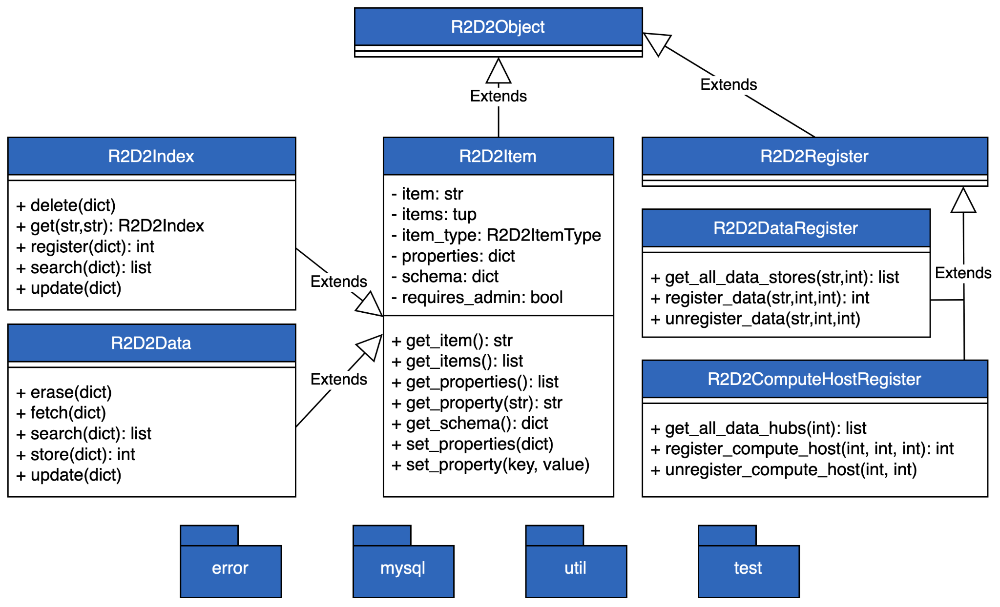 R2D2Object
Extends
Extends
R2D2Index
+ delete(dict)
+ get(str,str): R2D2Index
+ register(dict): int
+ search(dict): list
+ update(dict)
Extends
R2D2Data
+ erase(dict)
+ fetch(dict)
+ search(dict): list
+ store(dict): int
+ update(dict)
Extends
R2D2Item
- item: str
- items: tup
- item_type: R2D2ItemType
- properties: dict
- schema: dict
- requires_admin: bool
+ get_item(): str
+ get_items(): list
+ get_properties(): list
+ get_property(str): str
+ get_schema(): dict
+ set_properties(dict)
+ set_property(key, value)
R2D2Register
R2D2DataRegister
+ get_all_data_stores(str,int): list
+ register_data(str,int,int): int
+ unregister_data(str,int,int)
Extends
R2D2ComputeHostRegister
+ get_all_data_hubs(int): list
+ register_compute_host(int, int, int): int
+ unregister_compute_host(int, int)
error
mysql
util
test